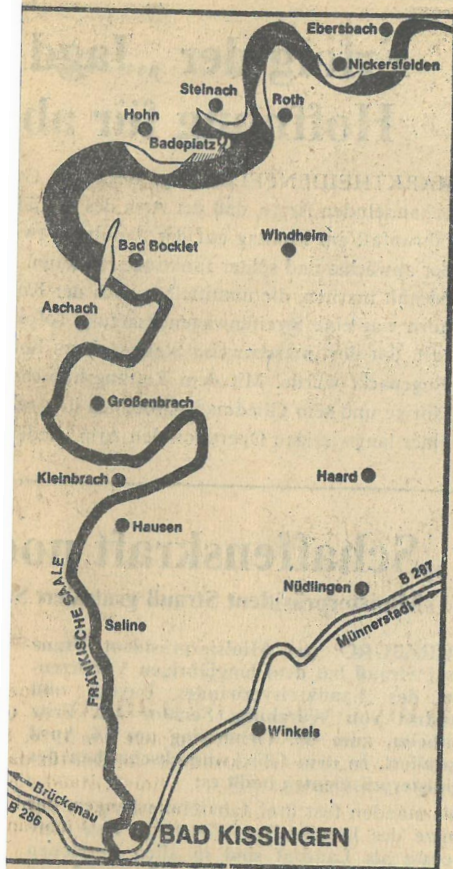 Ebersbach
Nickersfelden
Steinach
Roth
Hohn
Badeplatz
Windheim
Bad Bocklet
Aschach
Großenbrach
Kleinbrach
Haard
Hausen
FRÄNKISCHE SAALE
Nüdlingen
B 287
Münnerstadt
Saline
Winkels
Brückenau
B 286
BAD KISSINGEN